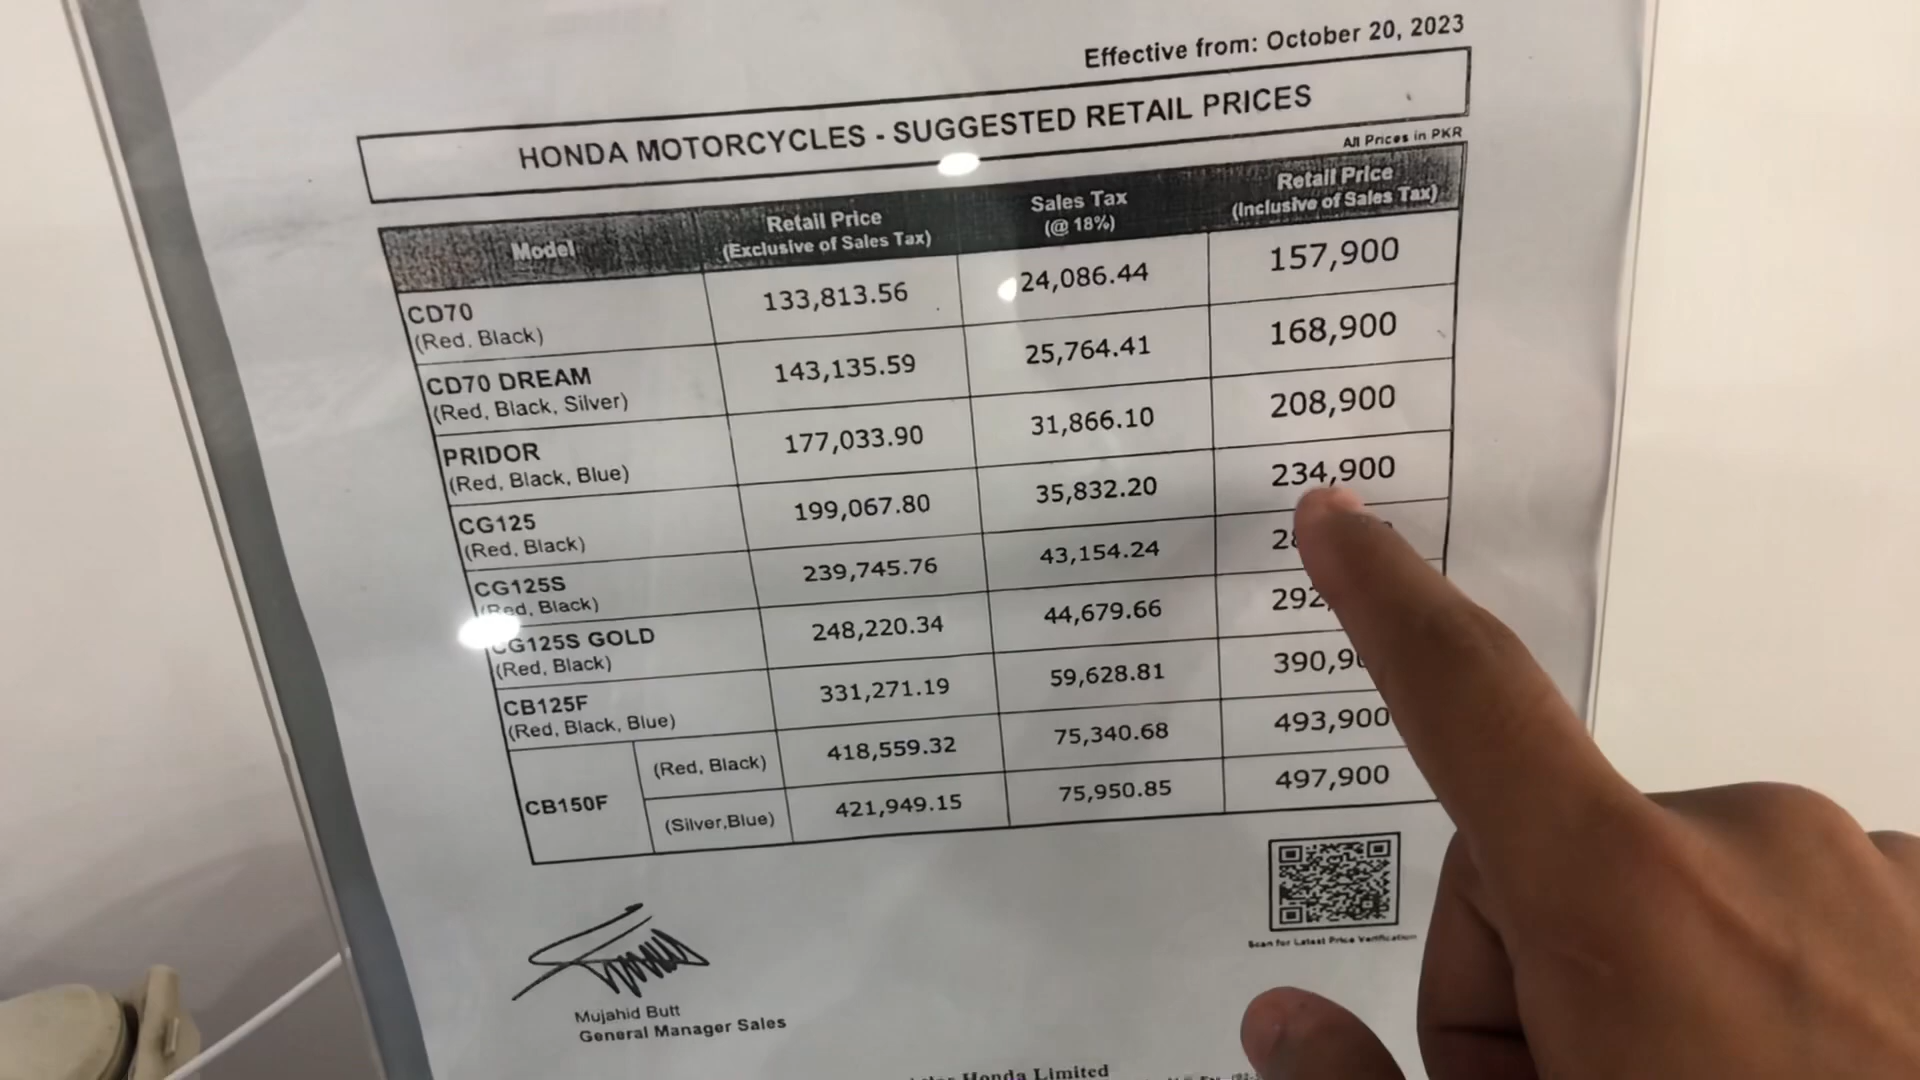 Effective from: October 20, 2023
HONDA MOTORCYCLES - SUGGESTED RETAIL PRICES
All Prices in PKR
Model Retail Price (Exclusive of Sales Tax) Sales Tax (@ 18%) Retail Price (Inclusive of Sales Tax)
CD70 133,813.56 24,086.44 157,900
(Red, Black)
CD70 DREAM 143,135.59 25,764.41 168,900
(Red, Black, Silver)
PRIDOR 177,033.90 31,866.10 208,900
(Red, Black, Blue)
CG125 199,067.80 35,832.20 234,900
(Red, Black)
CG125S 239,745.76 43,154.24
(Red, Black)
CG125S GOLD 248,220.34 44,679.66
(Red, Black)
CB125F 331,271.19 59,628.81
(Red, Black, Blue)
CB150F (Red, Black) 418,559.32 75,340.68 493,900
(Silver,Blue) 421,949.15 75,950.85 497,900
Scan for Latest Price Verification
Mujahid Butt
General Manager Sales
Honda Limited